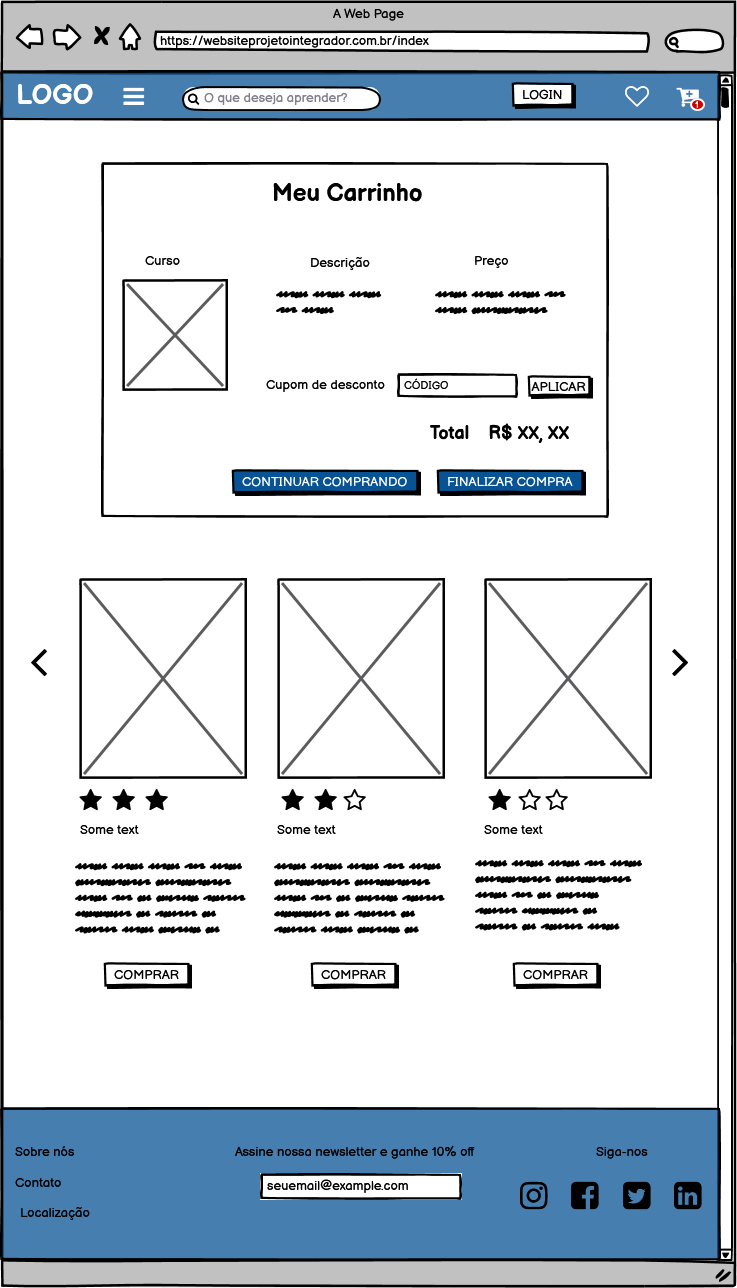 A Web Page
https://websiteprojetointegrador.com.br/index
LOGO
O que deseja aprender?
LOGIN
1
Meu Carrinho
Curso
Descrição
Preço
Cupom de desconto
CÓDIGO
APLICAR
Total R$ XX, XX
CONTINUAR COMPRANDO
FINALIZAR COMPRA
Some text
Some text
Some text
COMPRAR
COMPRAR
COMPRAR
Sobre nós
Contato
Localização
Assine nossa newsletter e ganhe 10% off
seuemail@example.com
Siga-nos